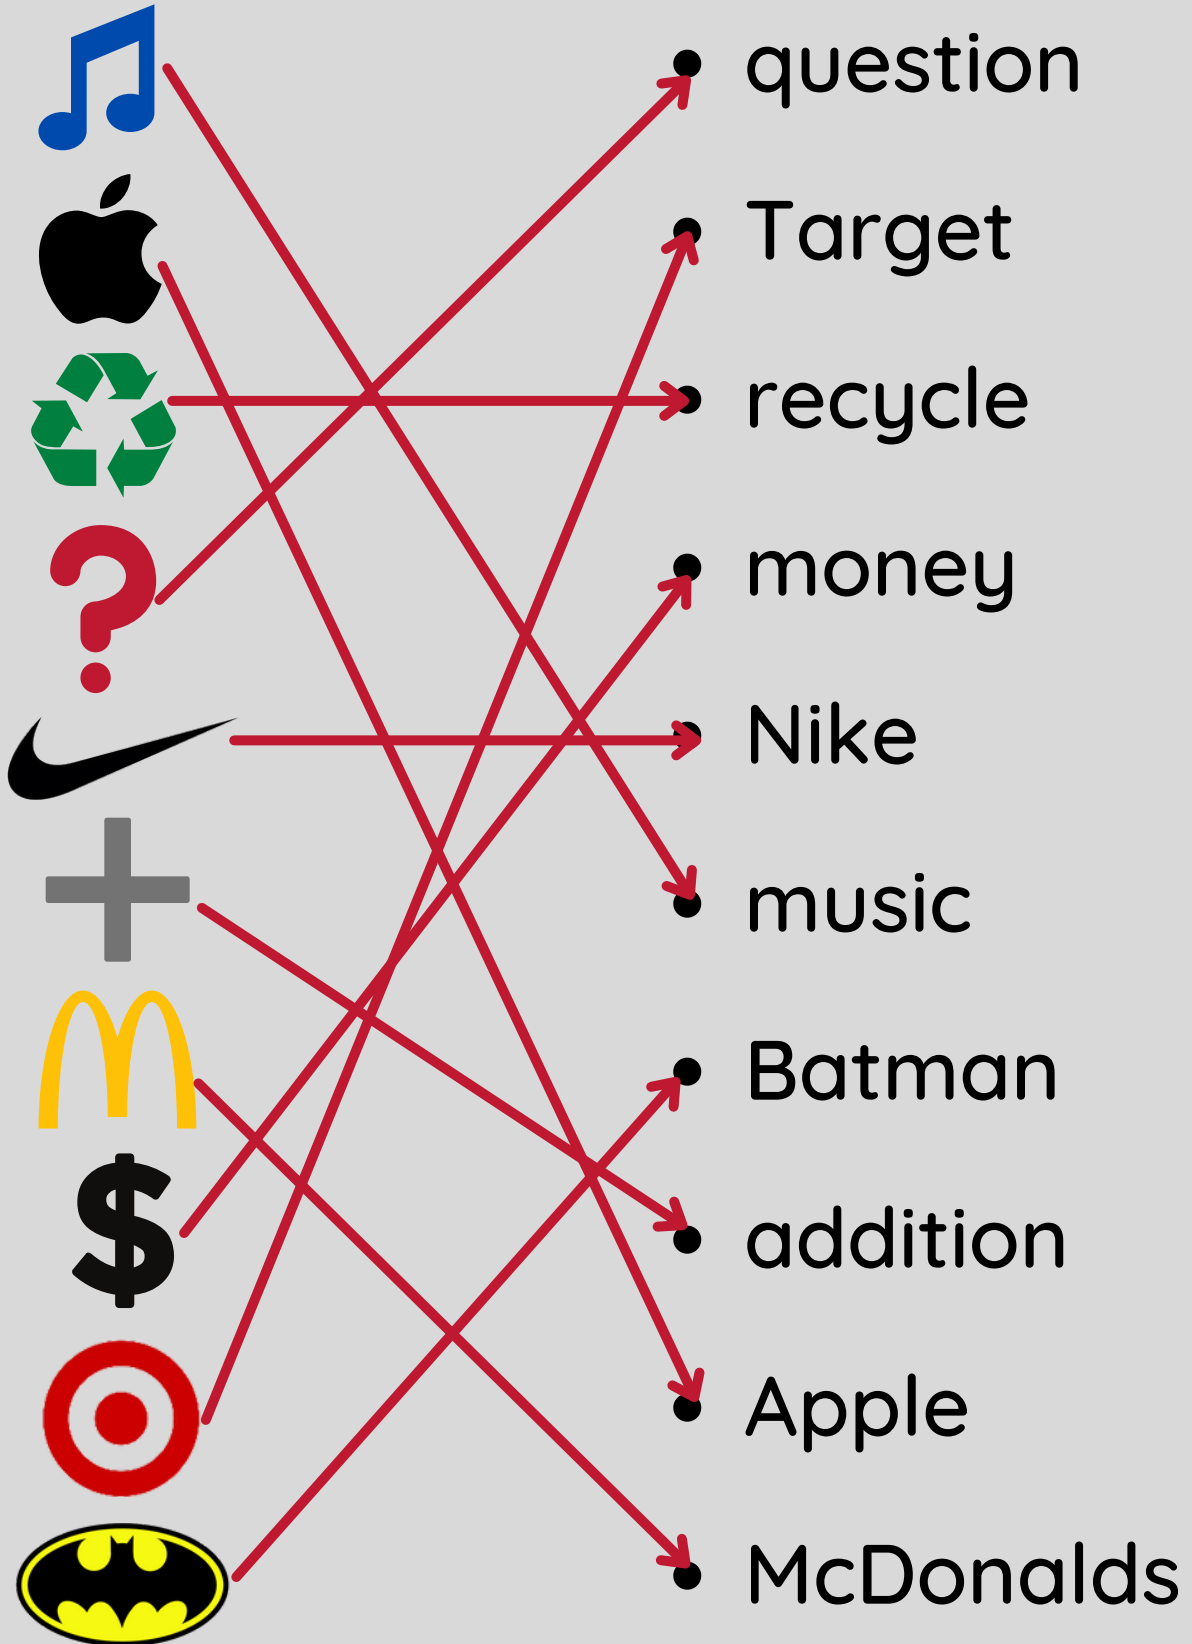 question
Target
recycle
?
money
Nike
music
Batman
$
addition
Apple
McDonalds